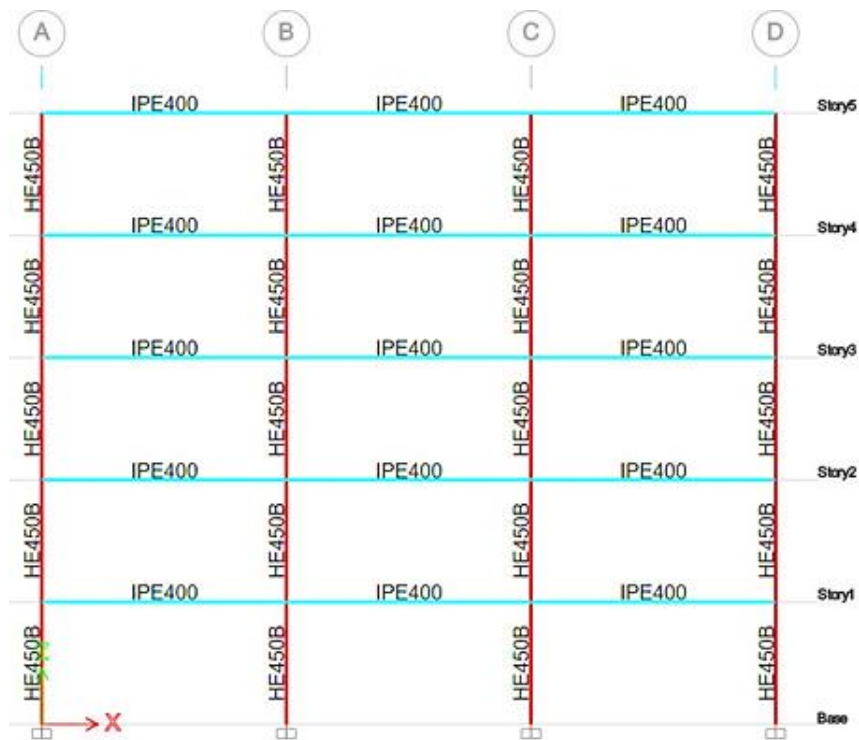 A B C D
IPE400 IPE400 IPE400 Story5
HE450B HE450B HE450B HE450B
IPE400 IPE400 IPE400 Story4
HE450B HE450B HE450B HE450B
IPE400 IPE400 IPE400 Story3
HE450B HE450B HE450B HE450B
IPE400 IPE400 IPE400 Story2
HE450B HE450B HE450B HE450B
IPE400 IPE400 IPE400 Story1
HE450B HE450B HE450B HE450B
X Base